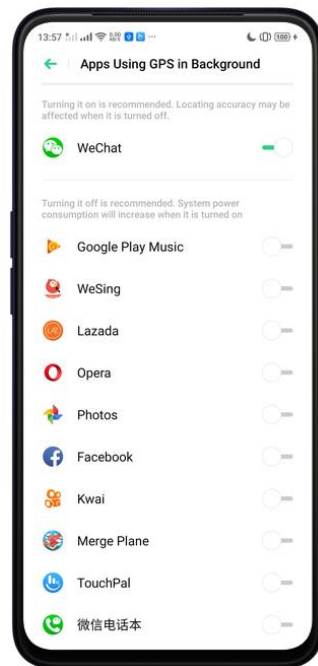 13:57
100
Apps Using GPS in Background
Turning it on is recommended. Locating accuracy may be
affected when it is turned off.
WeChat
Turning it off is recommended. System power
consumption will increase when it is turned on
Google Play Music
WeSing
LAZ
Lazada
Opera
Photos
Facebook
Kwai
Merge Plane
TouchPal
微信电话本